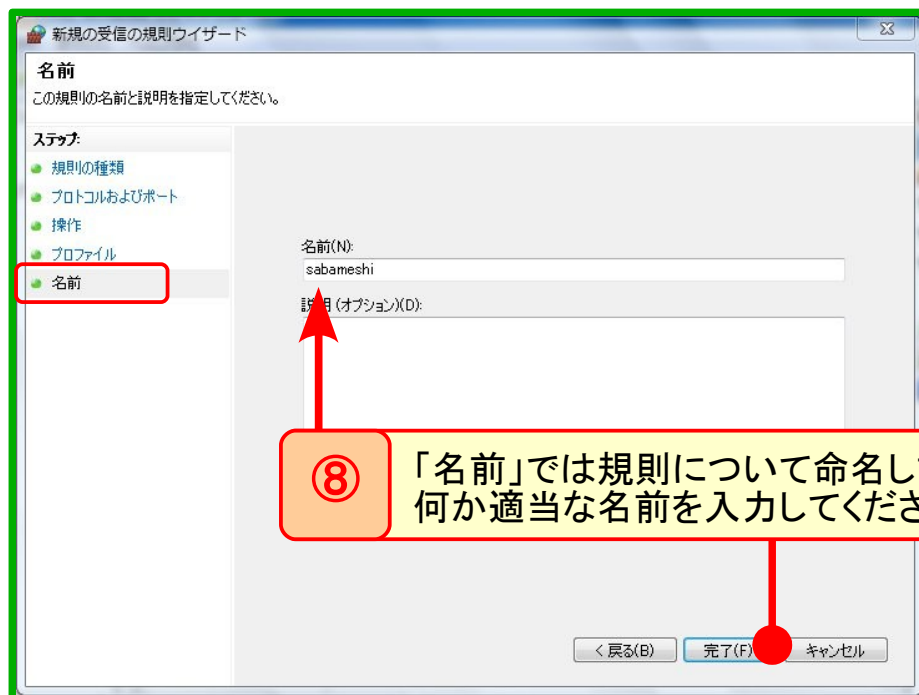 新規の受信の規則ウィザード
名前
この規則の名前と説明を指定してください。
ステップ:
規則の種類
プロトコルおよびポート
操作
プロファイル
名前
名前(N):
sabameshi
説明 (オプション)(D):
⑧
「名前」では規則について命名し
何か適当な名前を入力してくださ
< 戻る(B)
完了(F)
キャンセル